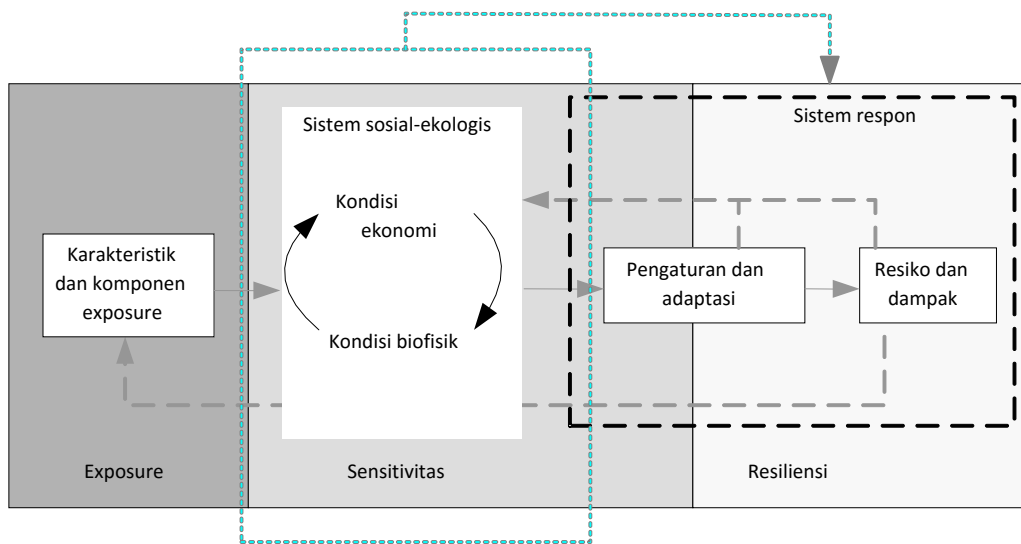 Sistem sosial-ekologis
Sistem respon
Kondisi
ekonomi
Karakteristik
dan komponen
exposure
Pengaturan dan
adaptasi
Resiko dan
dampak
Kondisi biofisik
Exposure
Sensitivitas
Resiliensi